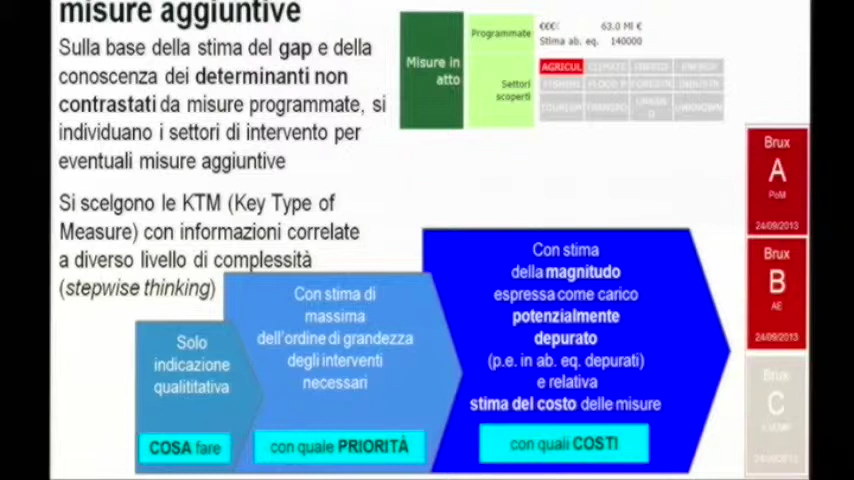 misure aggiuntive
Sulla base della stima del gap e della
conoscenza dei determinanti non
contrastati da misure programmate, si
individuano i settori di intervento per
eventuali misure aggiuntive
Si scelgono le KTM (Key Type of
Measure) con informazioni correlate
a diverso livello di complessità
(stepwise thinking)
Misure in
atto
Programmate
Settori
scoperti
€€€ 63.0 Ml €
Stima ab. eq. 140000
AGRICUL
UNKNOWN
Brux
A
PoM
24/09/2013
Brux
B
AE
24/09/2013
Brux
C
Solo
indicazione
qualititativa
COSA fare
Con stima di
massima
dell'ordine di grandezza
degli interventi
necessari
con quale PRIORITÀ
Con stima
della magnitudo
espressa come carico
potenzialmente
depurato
(p.e. in ab. eq. depurati)
e relativa
stima del costo delle misure
con quali COSTI